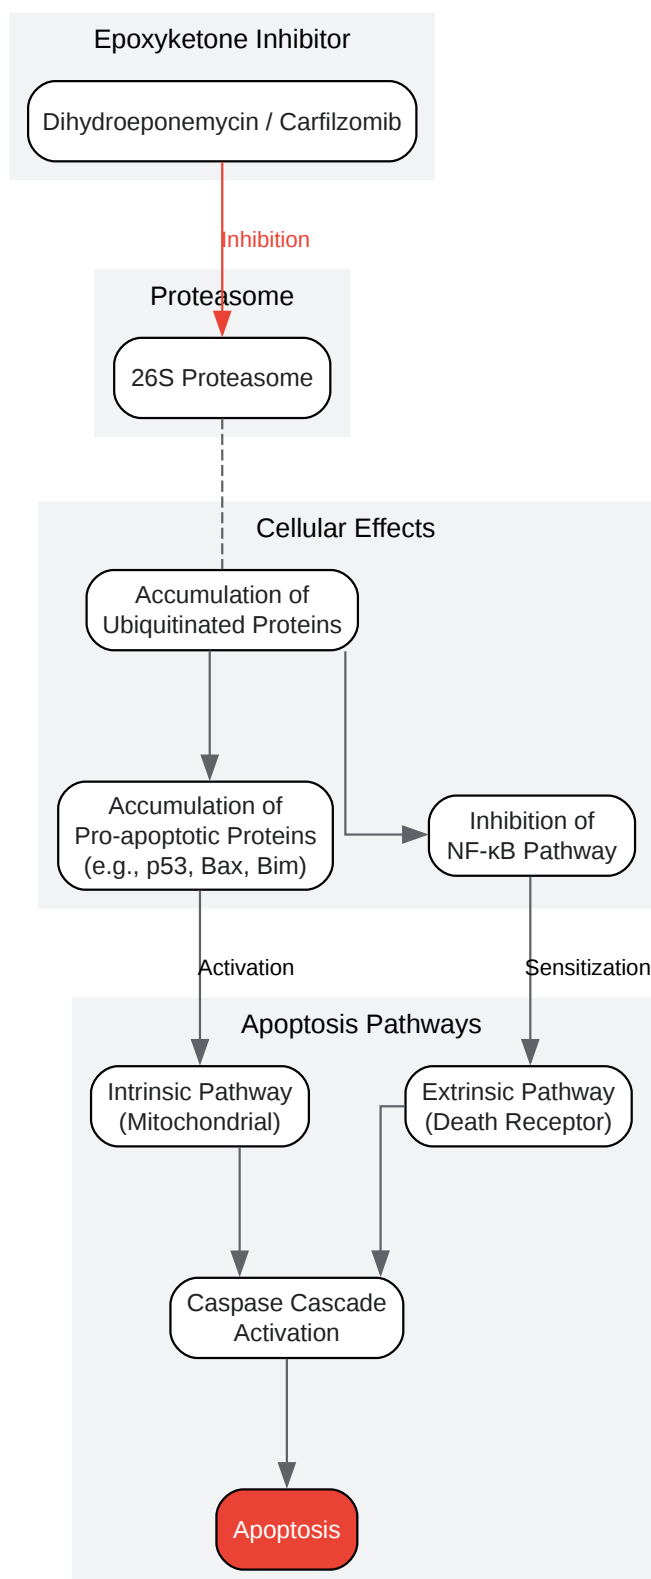 Epoxyketone Inhibitor
Dihydroeponemycin / Carfilzomib
Inhibition
Proteasome
26S Proteasome
Cellular Effects
Accumulation of
Ubiquitinated Proteins
Accumulation of
Pro-apoptotic Proteins
(e.g., p53, Bax, Bim)
Inhibition of
NF-κB Pathway
Activation
Sensitization
Apoptosis Pathways
Intrinsic Pathway
(Mitochondrial)
Extrinsic Pathway
(Death Receptor)
Caspase Cascade
Activation
Apoptosis